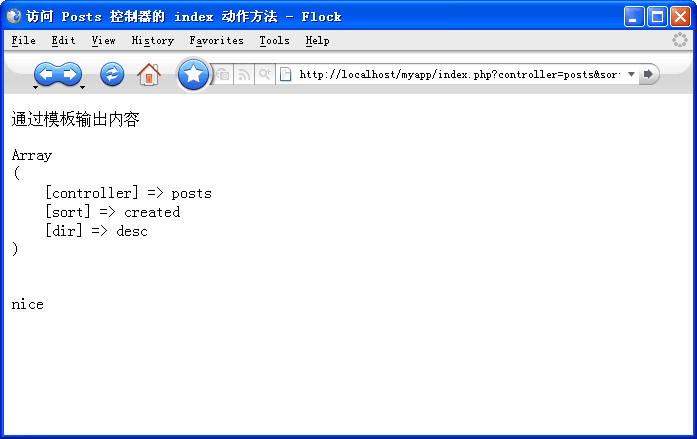 访问 Posts 控制器的 index 动作方法 - Flock
File Edit View History Favorites Tools Help
http://localhost/myapp/index.php?controller=posts&sor
通过模板输出内容
Array
(
[controller] => posts
[sort] => created
[dir] => desc
)
nice